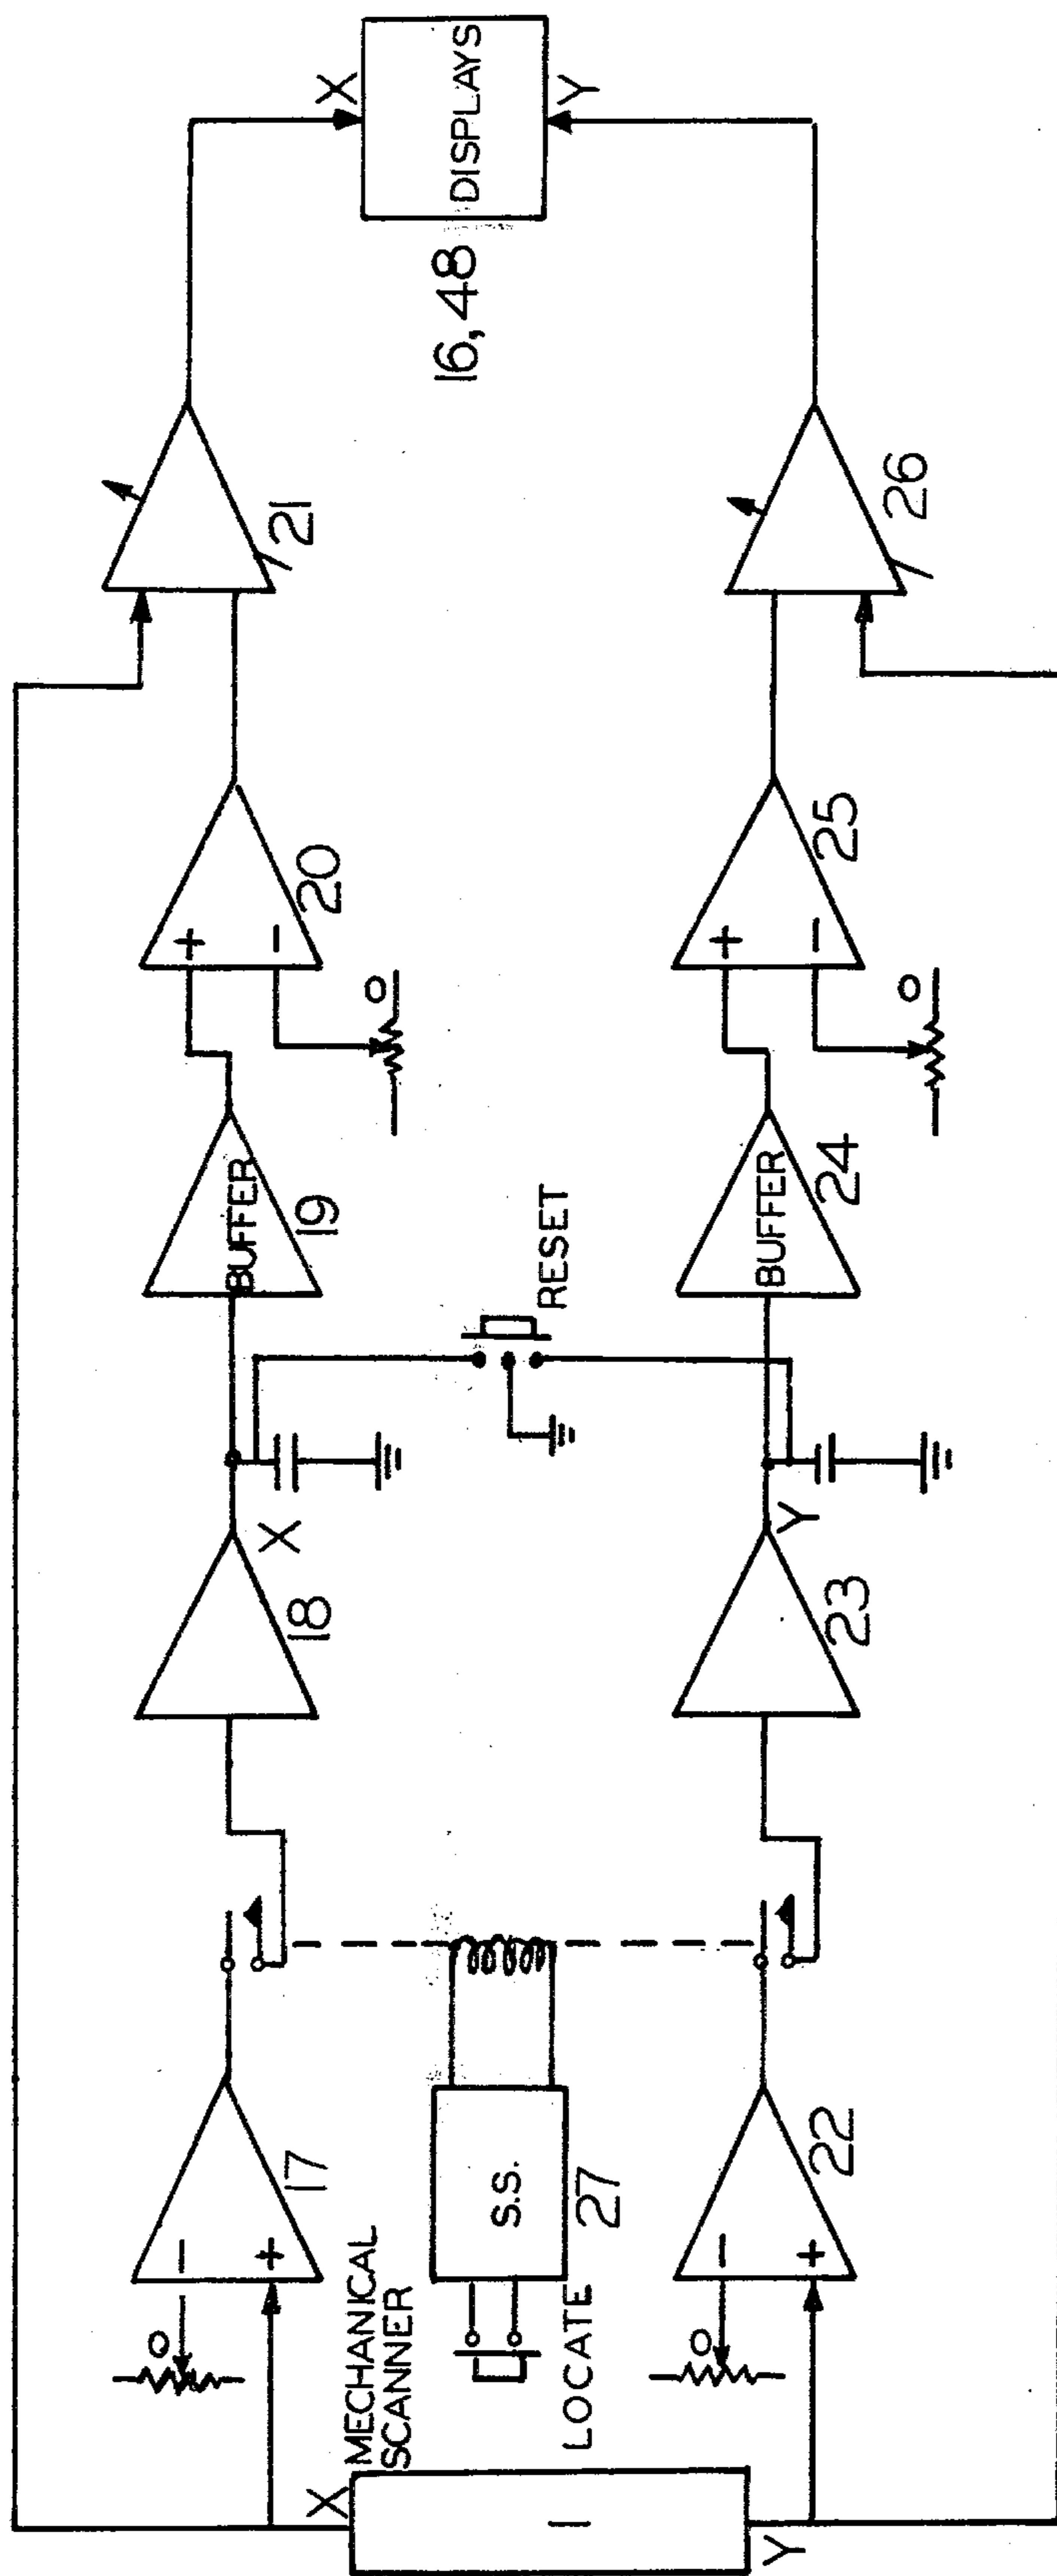 X
DISPLAYS
Y
16, 48
21
26
20
+
-
O
25
+
-
O
BUFFER
19
RESET
BUFFER
24
X
18
Y
23
17
-
+
O
S.S.
27
LOCATE
22
-
+
O
MECHANICAL
SCANNER
X
1
Y